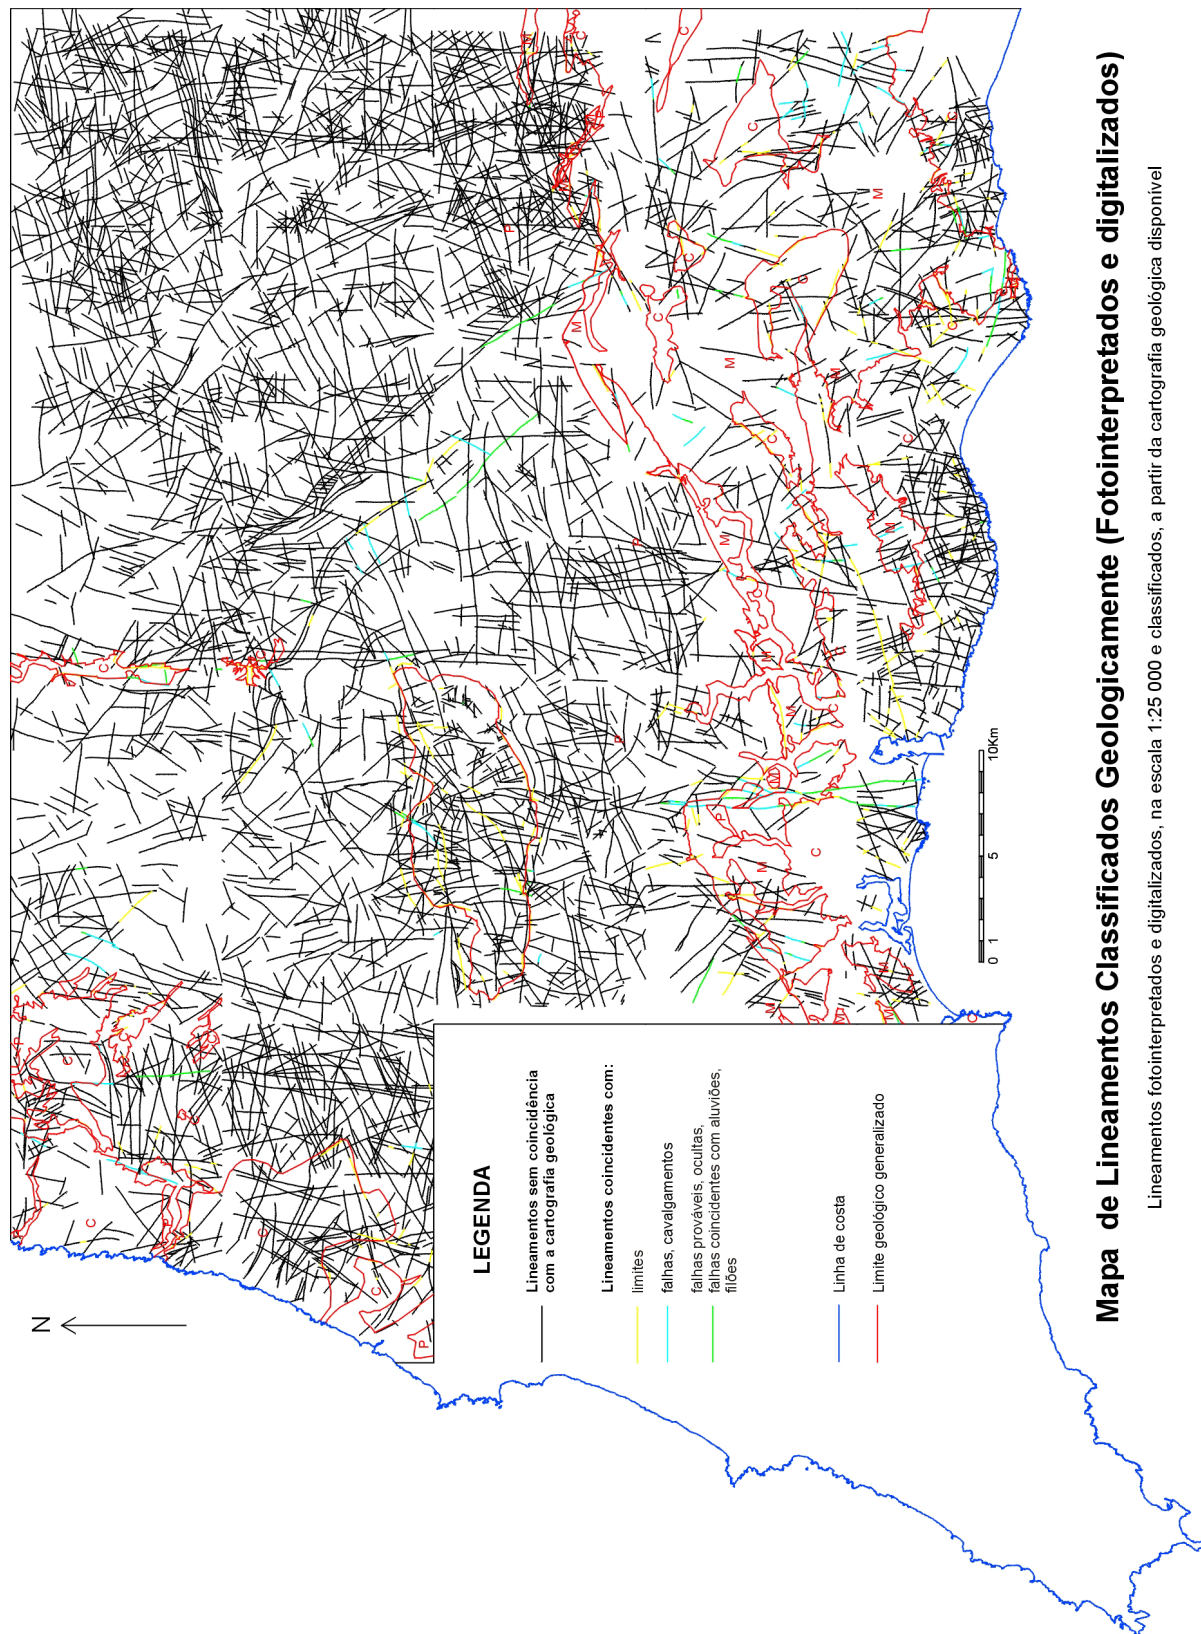 Mapa de Lineamentos Classificados Geologicamente (Fotointerpretados e digitalizados)
Lineamentos fotointerpretados e digitalizados, na escala 1:25 000 e classificados, a partir da cartografia geológica disponível
N
LEGENDA
Lineamentos sem coincidência
com a cartografia geológica
Lineamentos coincidentes com:
limites
falhas, cavalgamentos
falhas prováveis, ocultas,
falhas coincidentes com aluviões,
filões
Linha de costa
Limite geológico generalizado
0 1 5 10Km
C
C
C
C
P
P
P
P
M
M
M
M
M
M
M
C
C
C
C
C
C